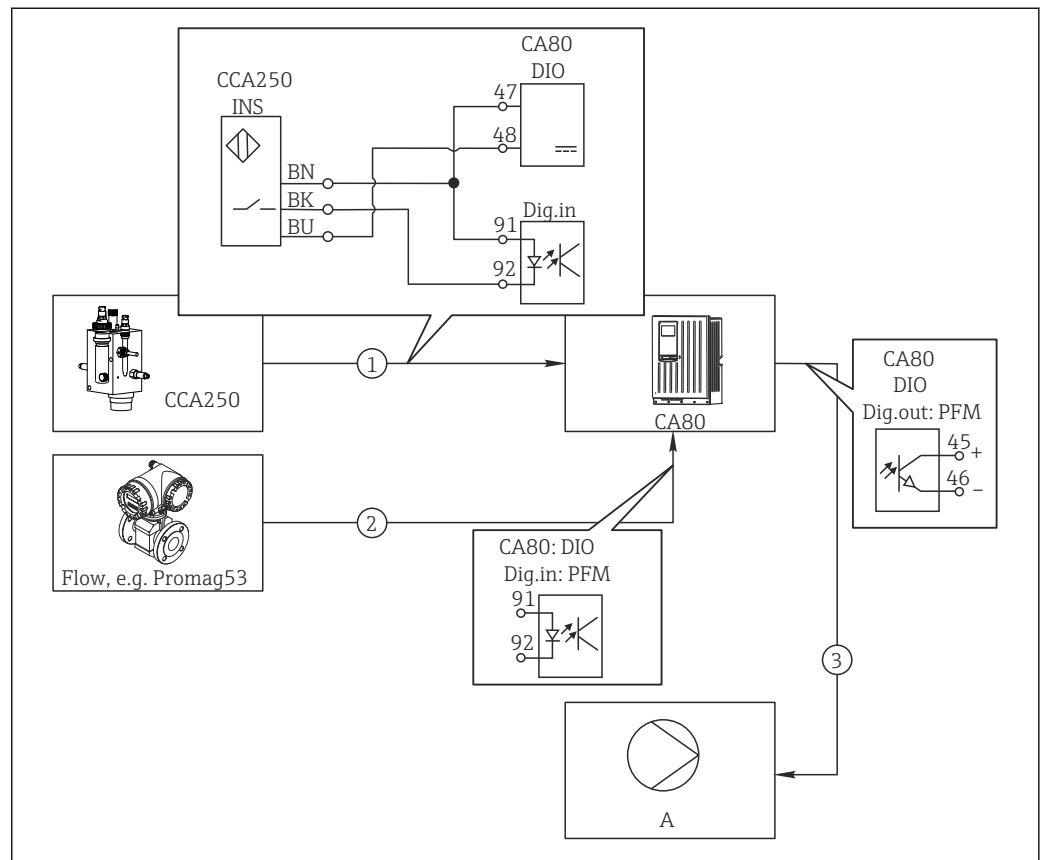 CCA250
INS
BN
BK
BU
CA80
DIO
47
48
Dig.in
91
92
CCA250
1
CA80
CA80
DIO
Dig.out: PFM
45 +
46 −
Flow, e.g. Promag53
2
CA80: DIO
Dig.in: PFM
91
92
3
A